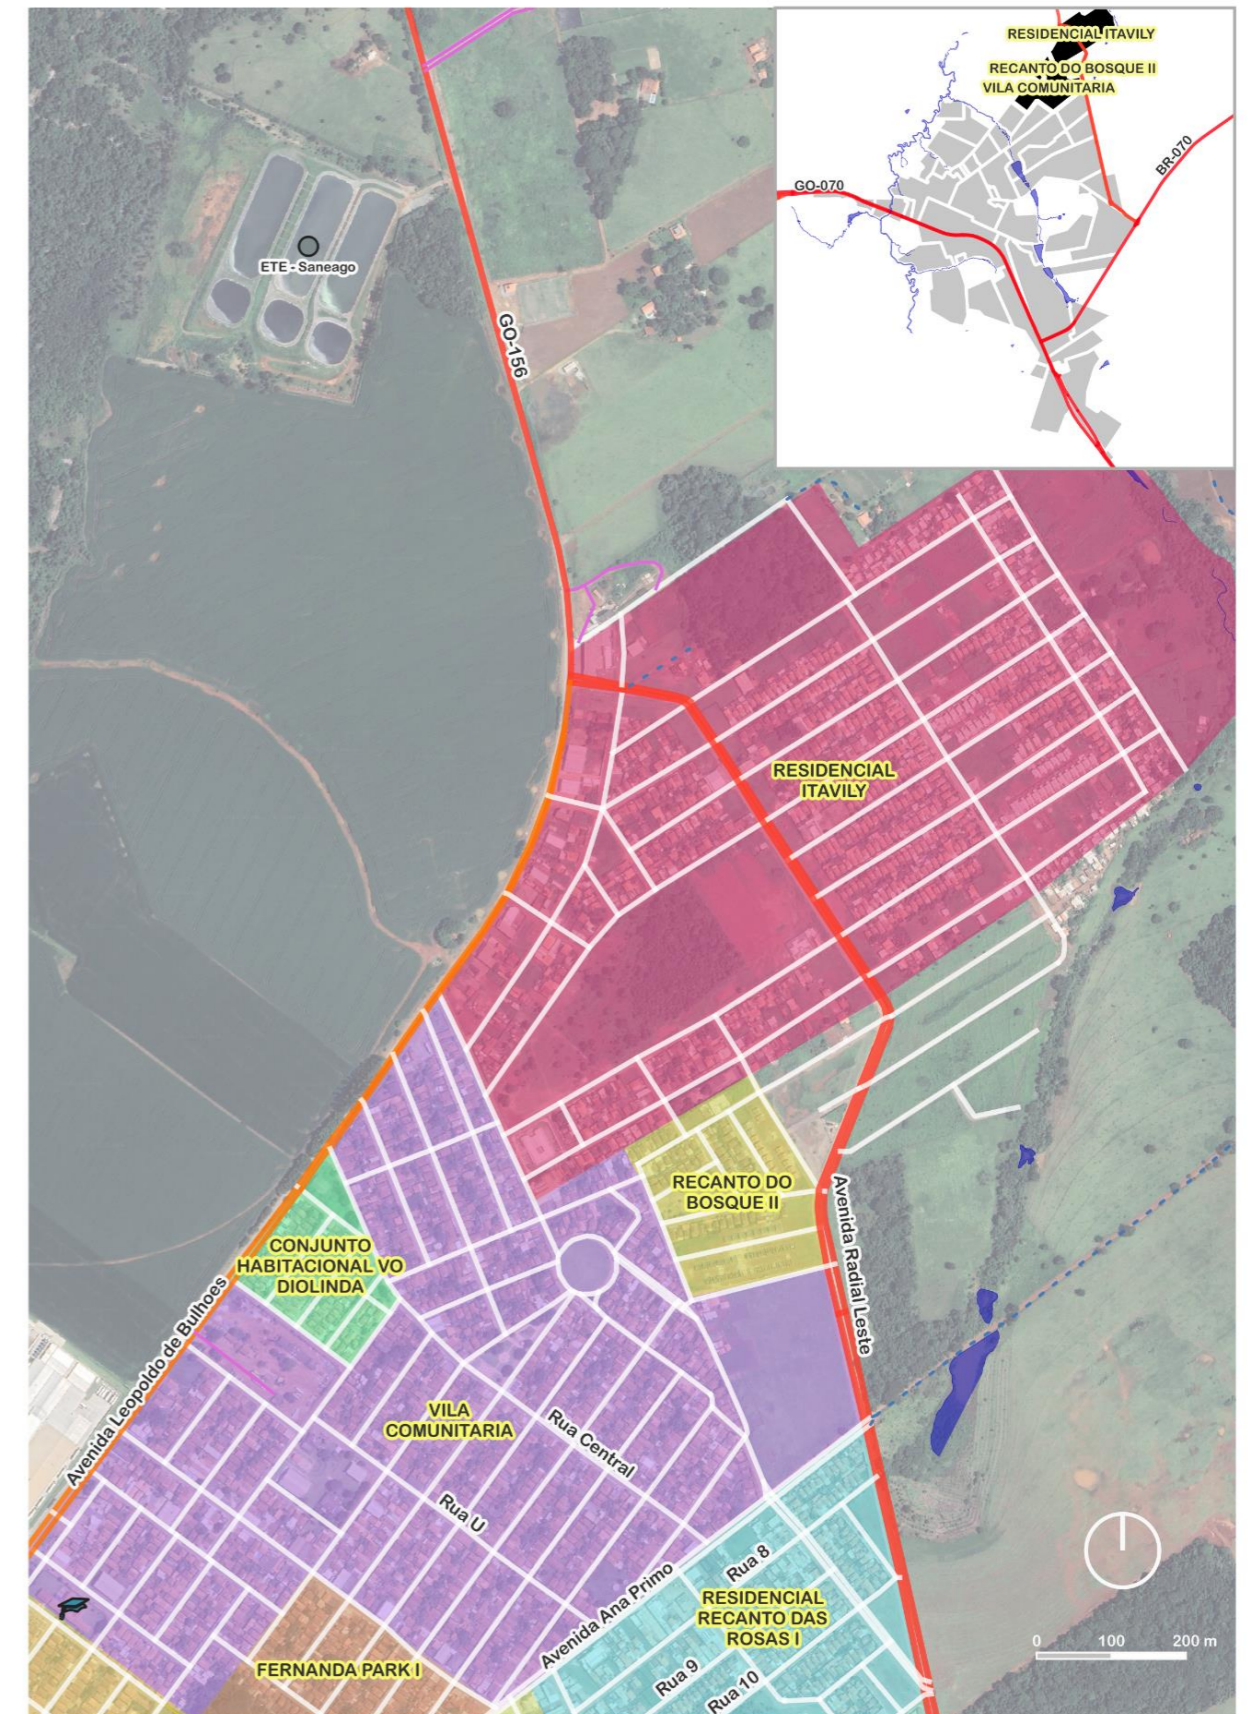 RESIDENCIAL ITAVILY
RECANTO DO BOSQUE II
VILA COMUNITARIA
GO-070
BR-070
ETE - Saneago
GO-156
RESIDENCIAL
ITAVILY
RECANTO DO
BOSQUE II
Avenida Radial Leste
CONJUNTO
HABITACIONAL VO
DIOLINDA
Avenida Leopoldo de Bulhoes
VILA
COMUNITARIA
Rua Central
Rua U
Avenida Ana Primo
Rua 8
RESIDENCIAL
RECANTO DAS
ROSAS I
FERNANDA PARK I
Rua 9
Rua 10
0 100 200 m